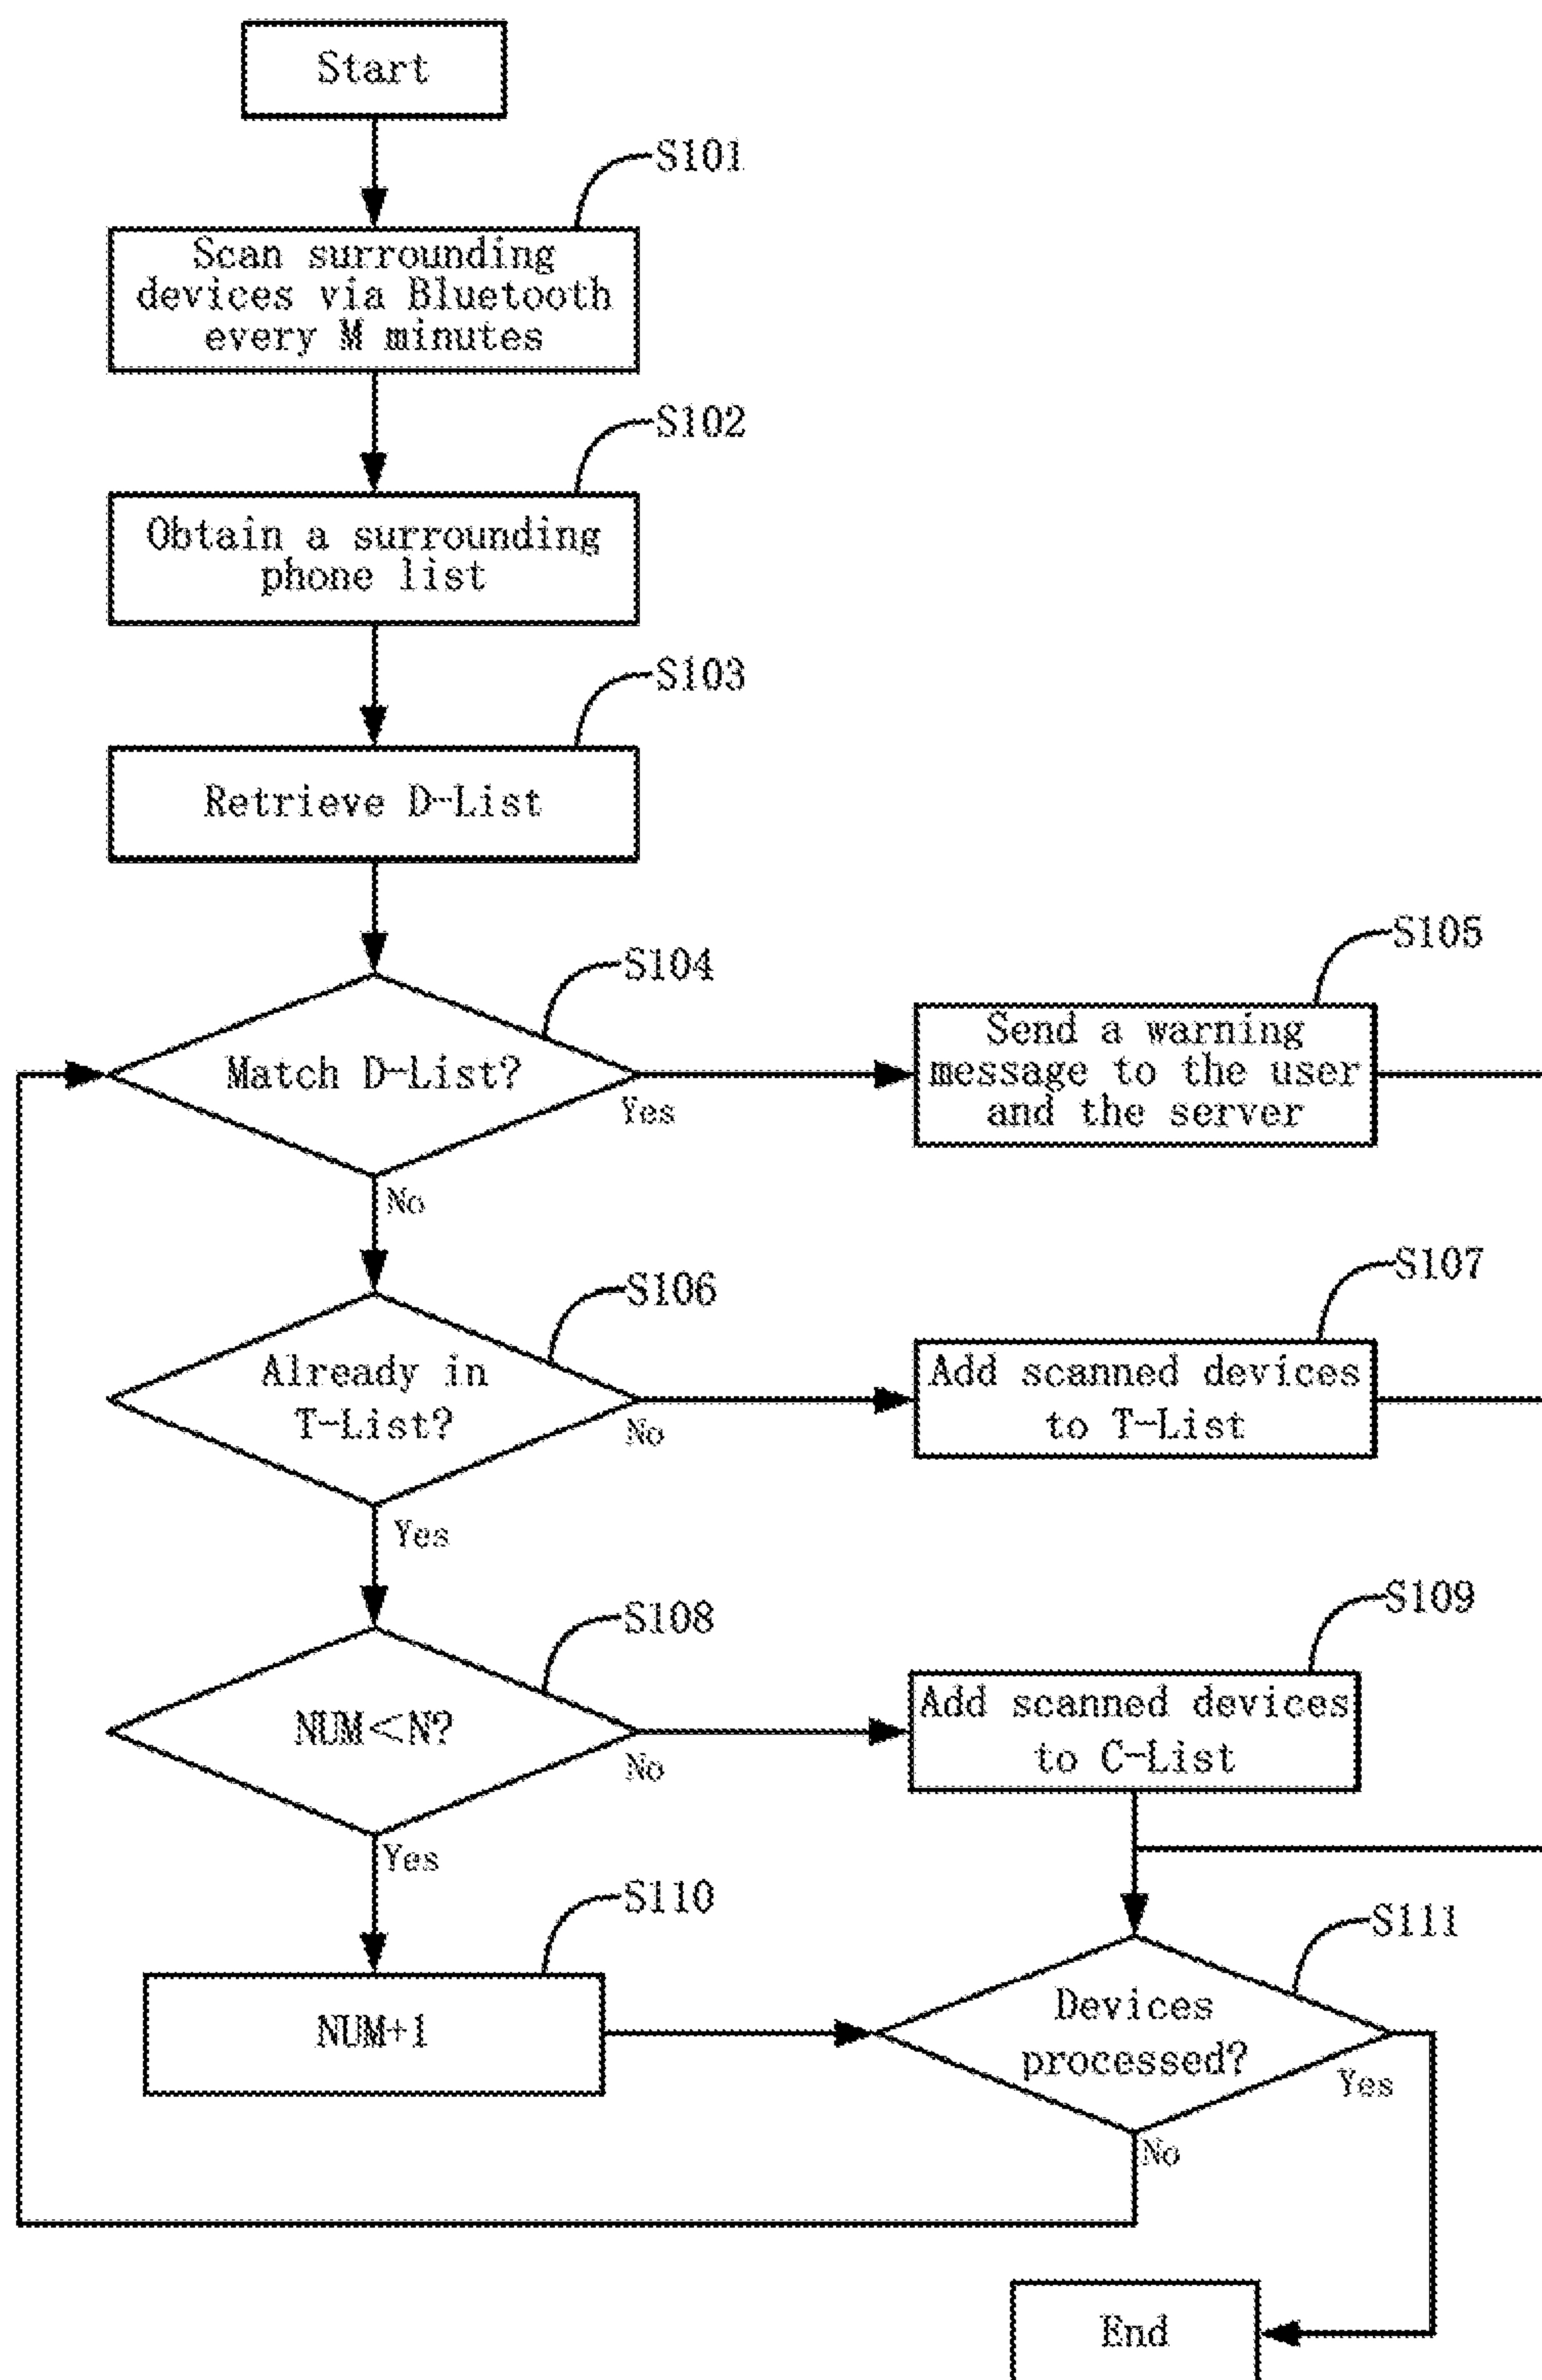 Start
S101
Scan surrounding
devices via Bluetooth
every M minutes
S102
Obtain a surrounding
phone list
S103
Retrieve D-List
S104
Match D-List?
Yes
No
S105
Send a warning
message to the user
and the server
S106
Already in
T-List?
No
Yes
S107
Add scanned devices
to T-List
S108
NUM<N?
No
Yes
S109
Add scanned devices
to C-List
S110
NUM+1
S111
Devices
processed?
Yes
No
End